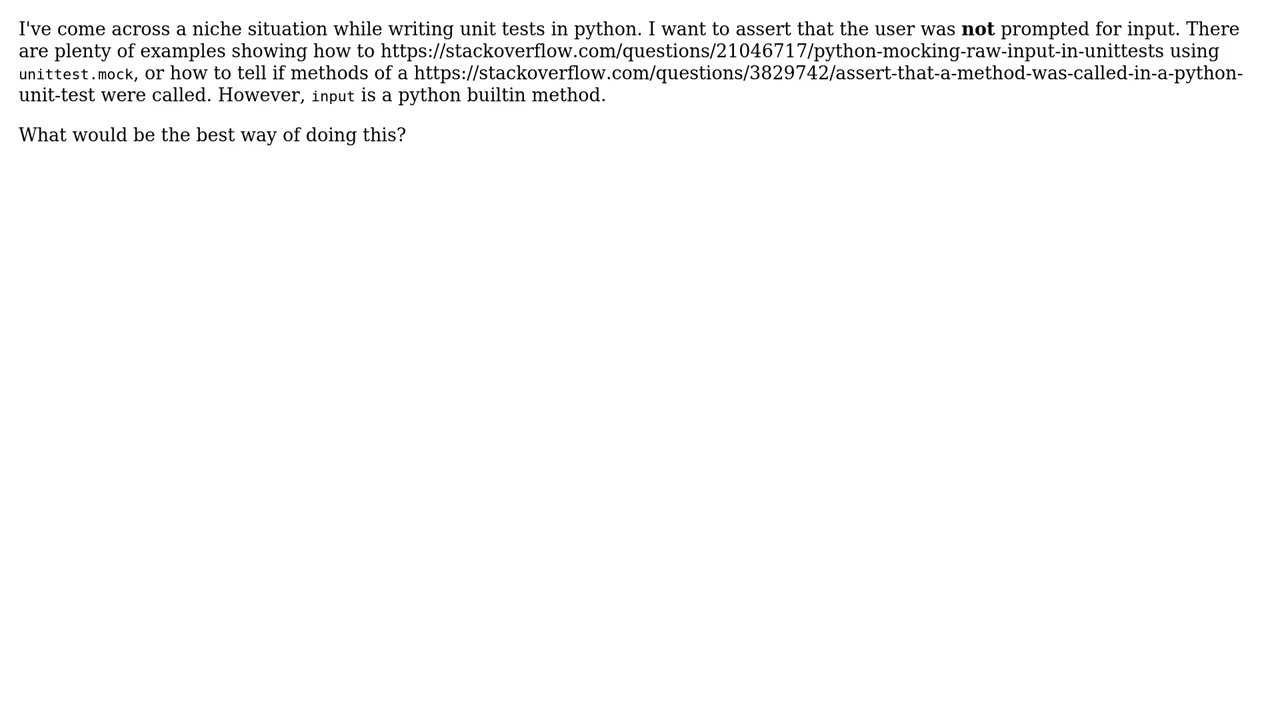 I've come across a niche situation while writing unit tests in python. I want to assert that the user was not prompted for input. There
are plenty of examples showing how to https://stackoverflow.com/questions/21046717/python-mocking-raw-input-in-unittests using
unittest.mock, or how to tell if methods of a https://stackoverflow.com/questions/3829742/assert-that-a-method-was-called-in-a-python-
unit-test were called. However, input is a python builtin method.
What would be the best way of doing this?